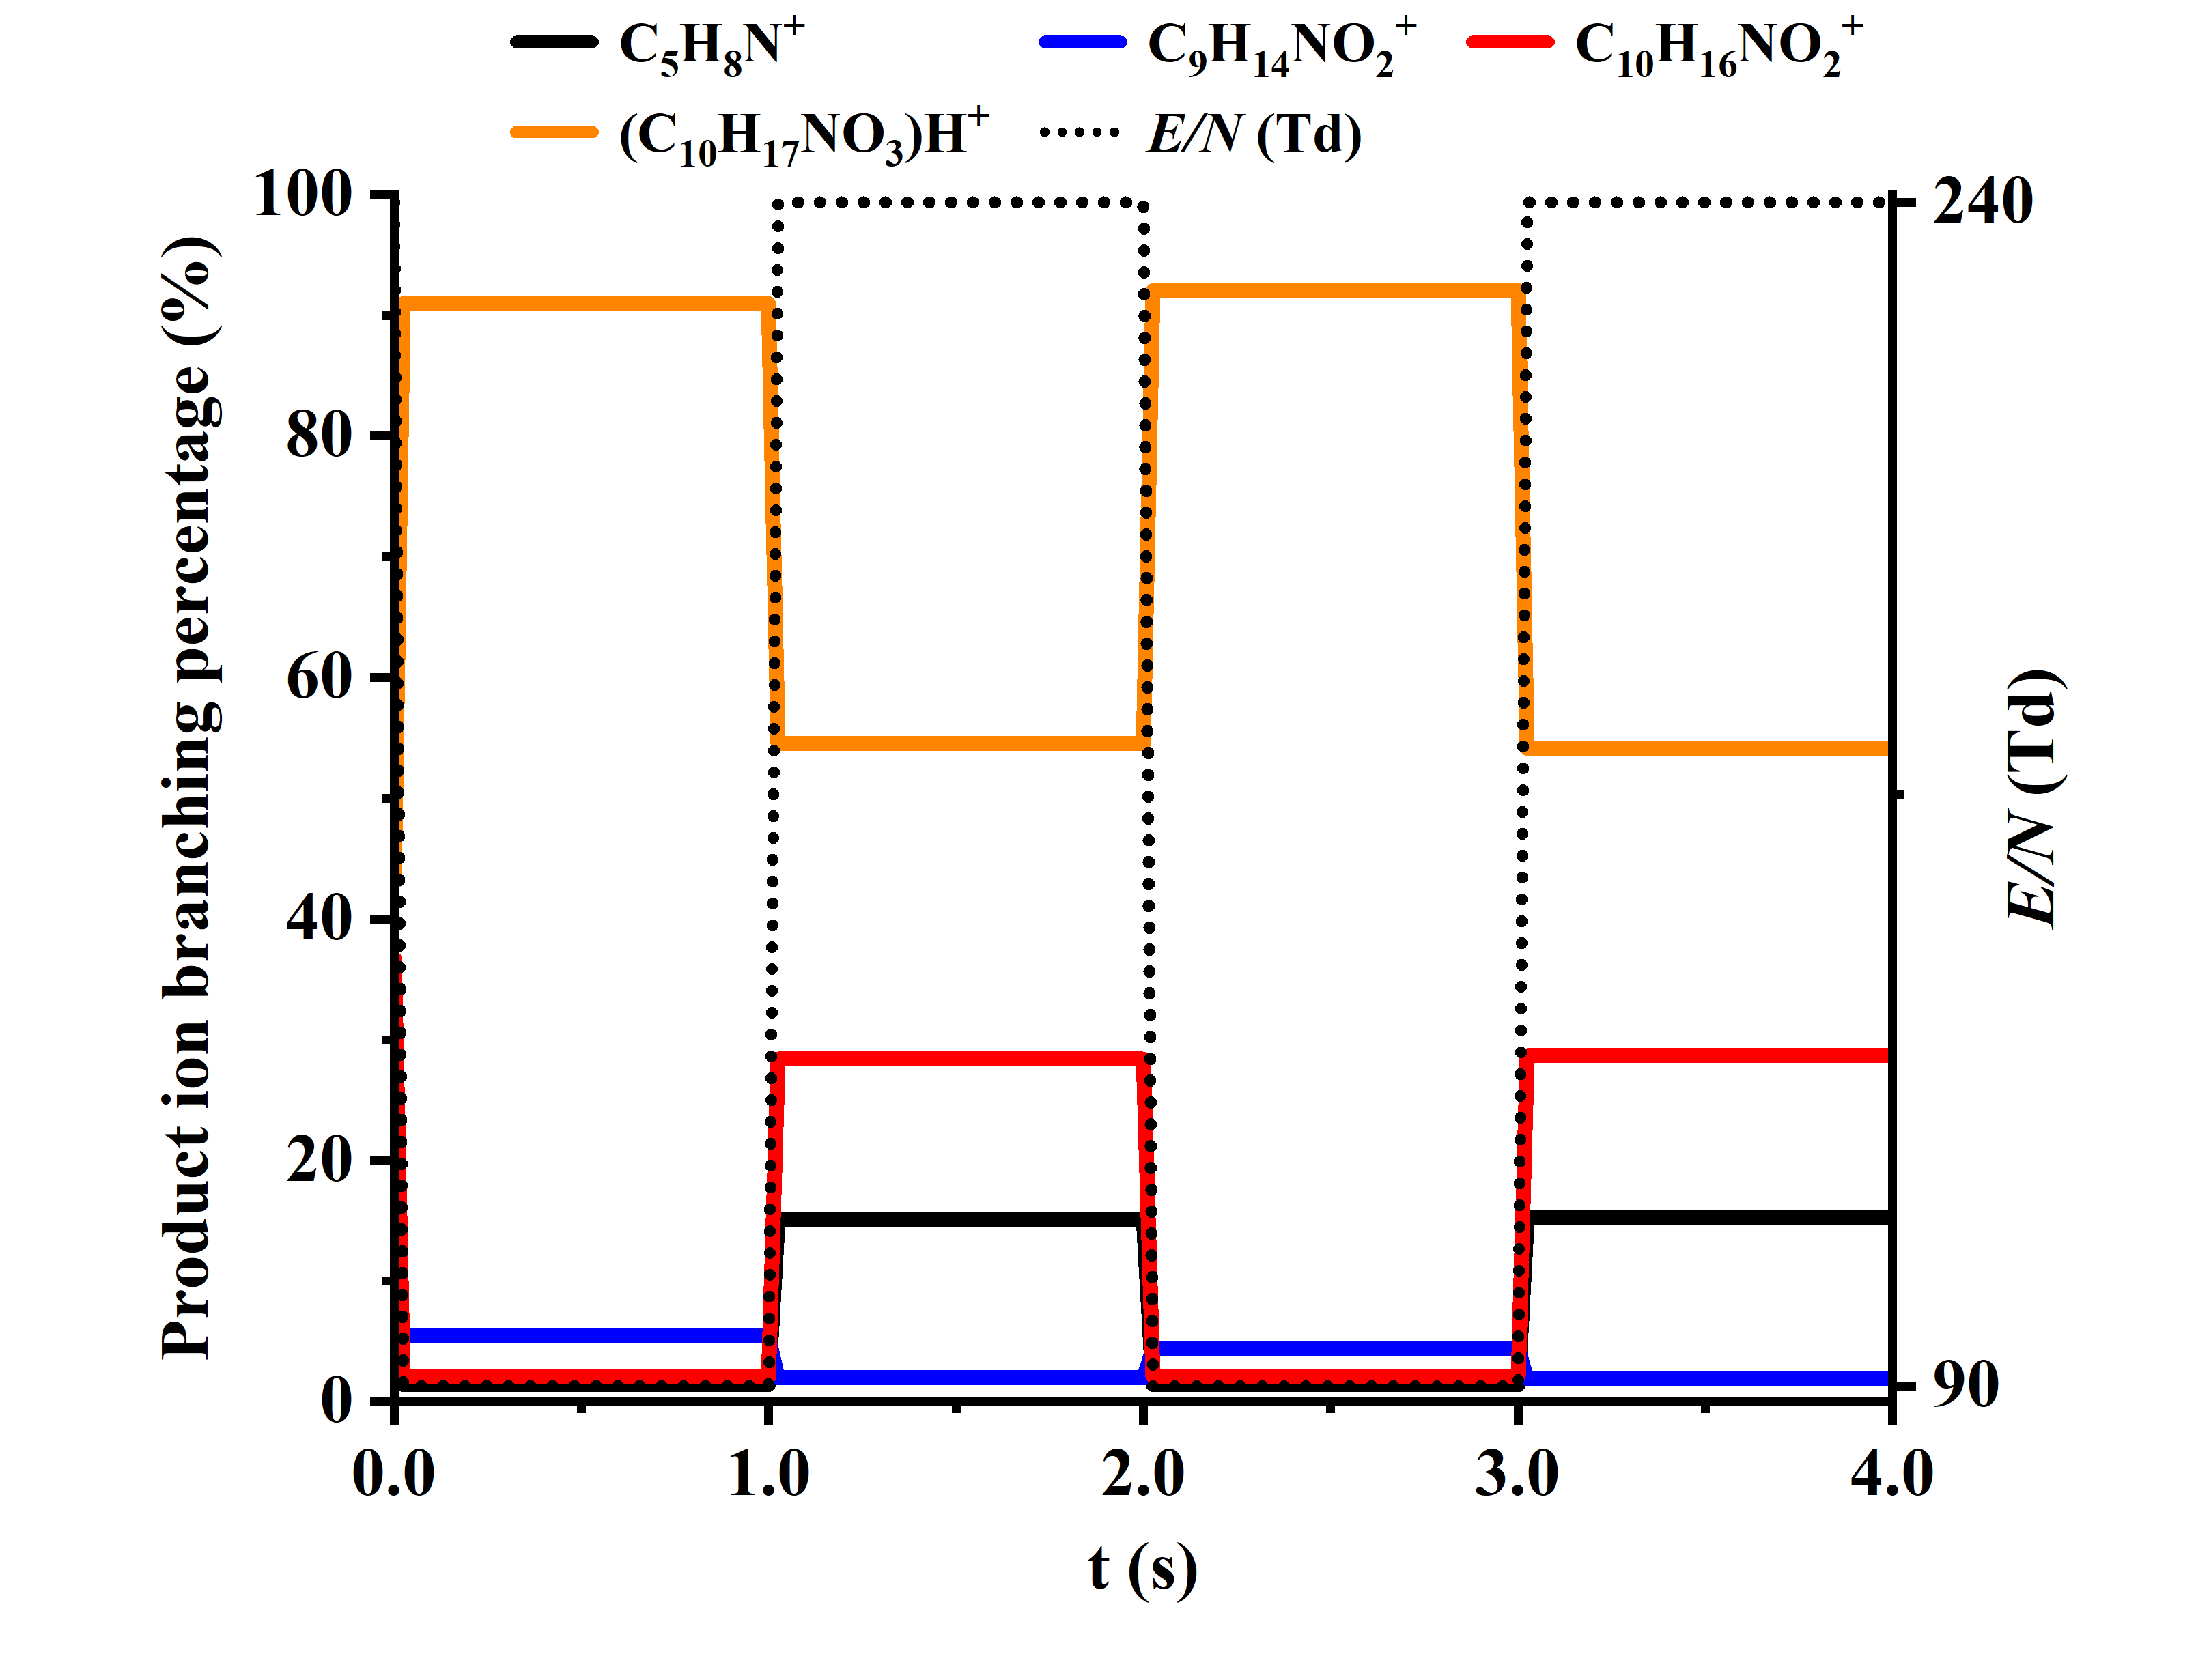 C₅H₈N⁺ C₉H₁₄NO₂⁺ C₁₀H₁₆NO₂⁺
(C₁₀H₁₇NO₃)H⁺ E/N (Td)
Product ion branching percentage (%)
100
80
60
40
20
0
240
90
E/N (Td)
0.0 1.0 2.0 3.0 4.0
t (s)